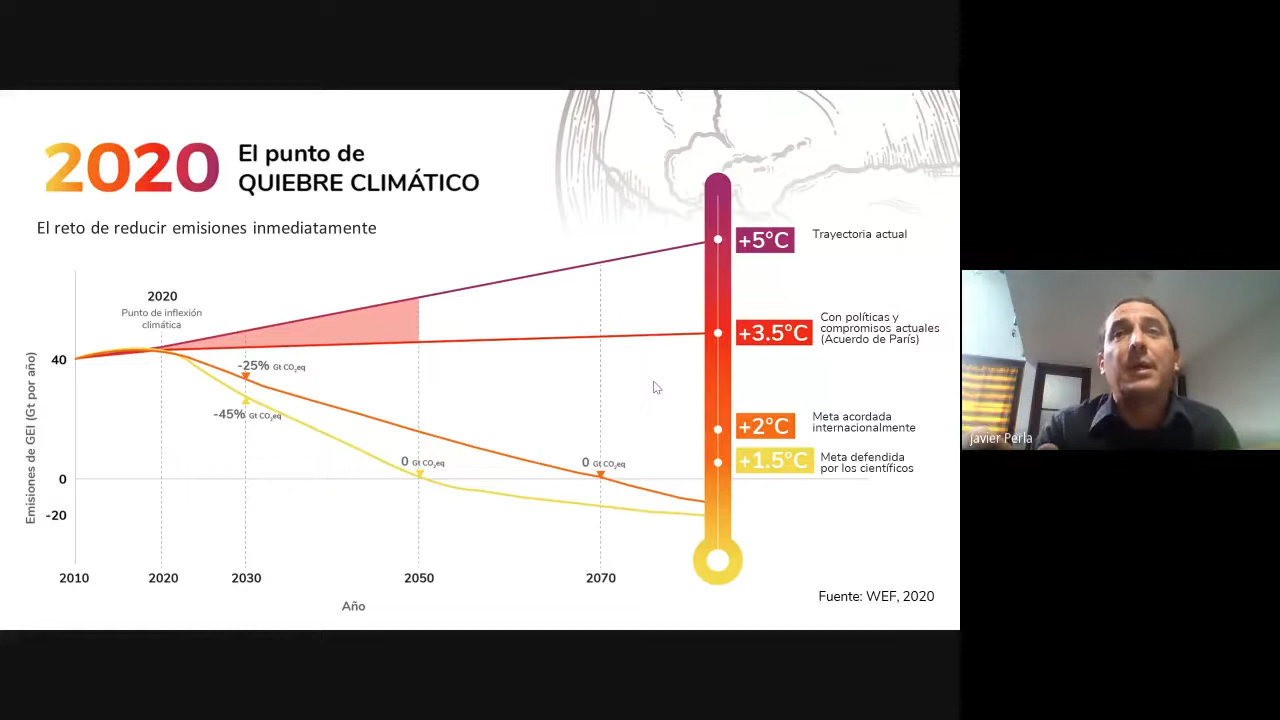 2020
El punto de
QUIEBRE CLIMÁTICO
El reto de reducir emisiones inmediatamente
+5°C
Trayectoria actual
2020
Punto de inflexión
climática
+3.5°C
Con políticas y
compromisos actuales
(Acuerdo de París)
Emisiones de GEI (Gt por año)
40
0
-20
-25% Gt CO₂eq
-45% Gt CO₂eq
0 Gt CO₂eq
0 Gt CO₂eq
+2°C
Meta acordada
internacionalmente
+1.5°C
Meta defendida
por los científicos
2010
2020
2030
2050
2070
Año
Fuente: WEF, 2020
Javier Perla